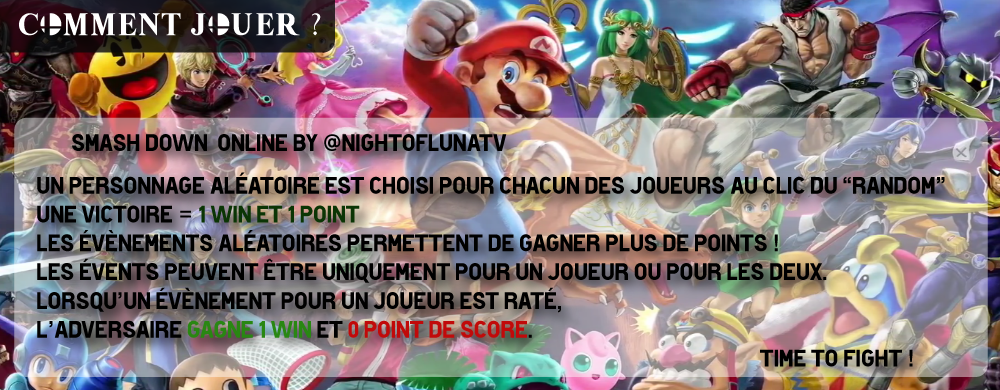 COMMENT JOUER ?
SMASH DOWN ONLINE BY @NIGHTOFLUNATV
UN PERSONNAGE ALÉATOIRE EST CHOISI POUR CHACUN DES JOUEURS AU CLIC DU “RANDOM”
UNE VICTOIRE = 1 WIN ET 1 POINT
LES ÉVÈNEMENTS ALÉATOIRES PERMETTENT DE GAGNER PLUS DE POINTS !
LES ÉVENTS PEUVENT ÊTRE UNIQUEMENT POUR UN JOUEUR OU POUR LES DEUX.
LORSQU’UN ÉVÈNEMENT POUR UN JOUEUR EST RATÉ,
L’ADVERSAIRE GAGNE 1 WIN ET 0 POINT DE SCORE.
TIME TO FIGHT !